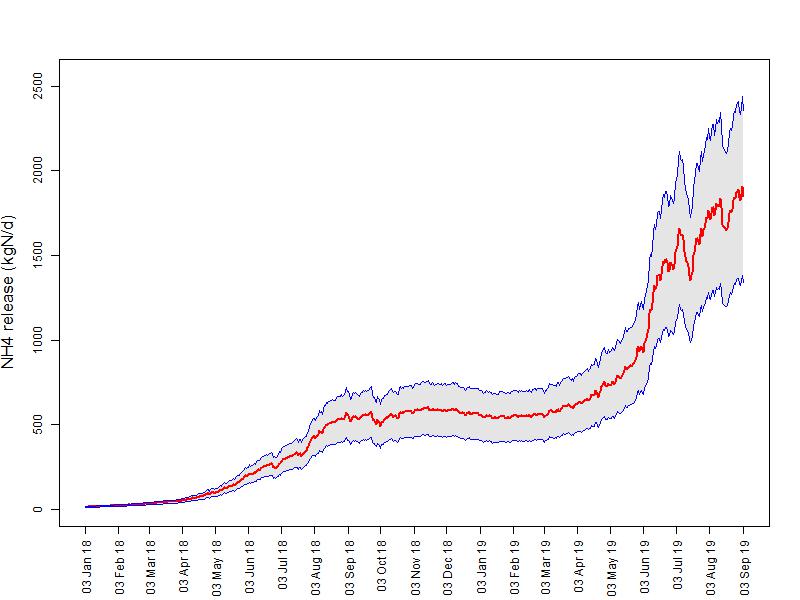 NH4 release (kgN/d)
2500
2000
1500
1000
500
0
03 Jan 18
03 Feb 18
03 Mar 18
03 Apr 18
03 May 18
03 Jun 18
03 Jul 18
03 Aug 18
03 Sep 18
03 Oct 18
03 Nov 18
03 Dec 18
03 Jan 19
03 Feb 19
03 Mar 19
03 Apr 19
03 May 19
03 Jun 19
03 Jul 19
03 Aug 19
03 Sep 19